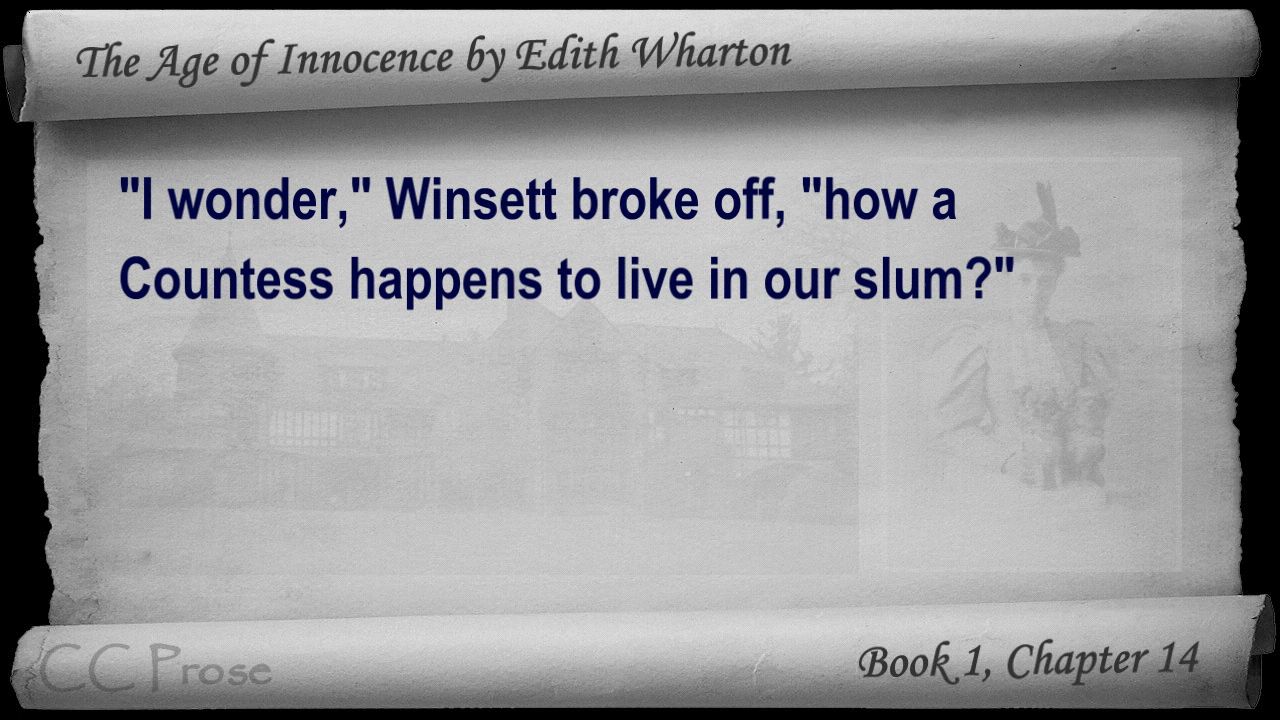 The Age of Innocence by Edith Wharton
"I wonder," Winsett broke off, "how a
Countess happens to live in our slum?"
CC Prose
Book 1, Chapter 14